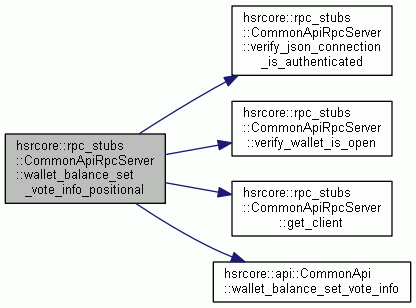 hsrcore::rpc_stubs
::CommonApiRpcServer
::verify_json_connection
_is_authenticated
hsrcore::rpc_stubs
::CommonApiRpcServer
::verify_wallet_is_open
hsrcore::rpc_stubs
::CommonApiRpcServer
::wallet_balance_set
_vote_info_positional
hsrcore::rpc_stubs
::CommonApiRpcServer
::get_client
hsrcore::api::CommonApi
::wallet_balance_set_vote_info